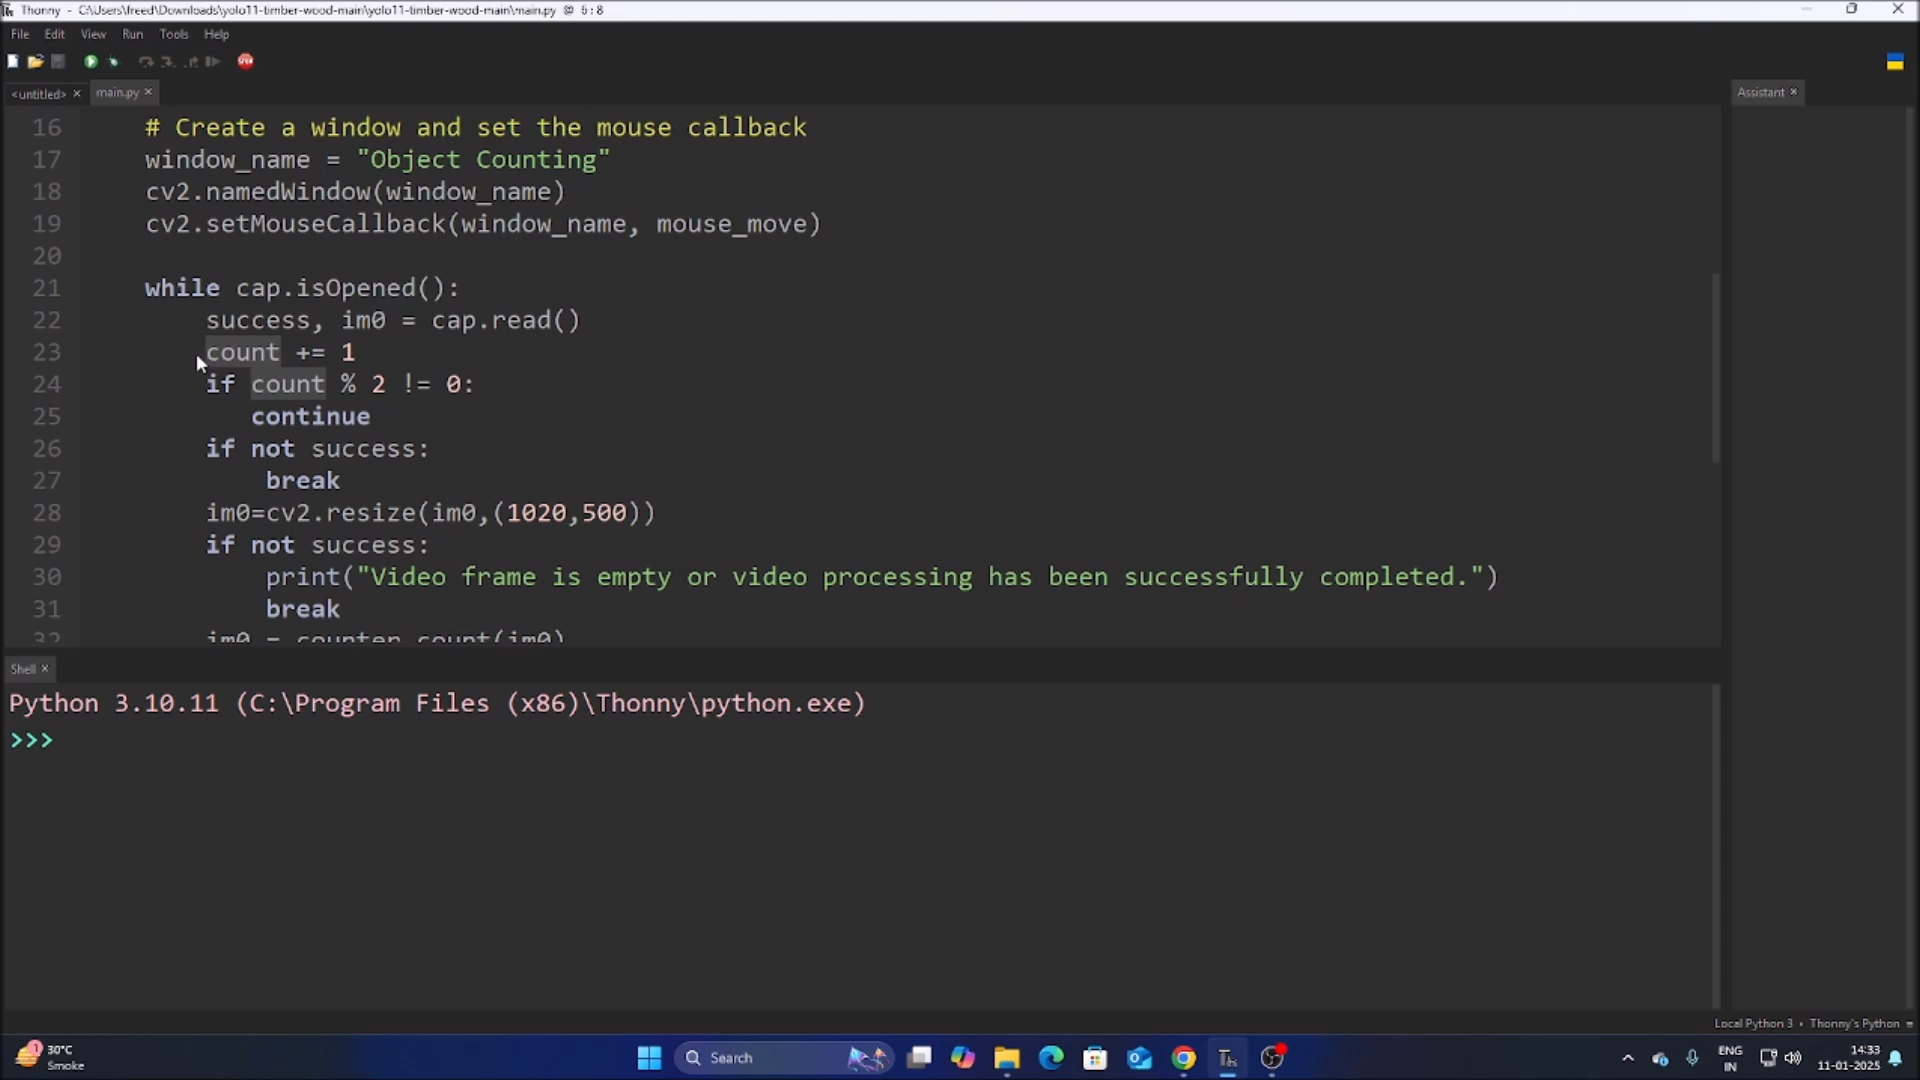 Thonny - C:\Users\freed\Downloads\yolo11-timber-wood-main\yolo11-timber-wood-main\main.py @ 6:8
File Edit View Run Tools Help
<untitled> × main.py ×
Assistant ×
16 # Create a window and set the mouse callback
17 window_name = "Object Counting"
18 cv2.namedWindow(window_name)
19 cv2.setMouseCallback(window_name, mouse_move)
20
21 while cap.isOpened():
22 success, im0 = cap.read()
23 count += 1
24 if count % 2 != 0:
25 continue
26 if not success:
27 break
28 im0=cv2.resize(im0,(1020,500))
29 if not success:
30 print("Video frame is empty or video processing has been successfully completed.")
31 break
32 im0 = counter.count(im0)
Shell ×
Python 3.10.11 (C:\Program Files (x86)\Thonny\python.exe)
>>>
Local Python 3 • Thonny's Python
1
30°C
Smoke
Search
Th
ENG
IN
14:33
11-01-2025